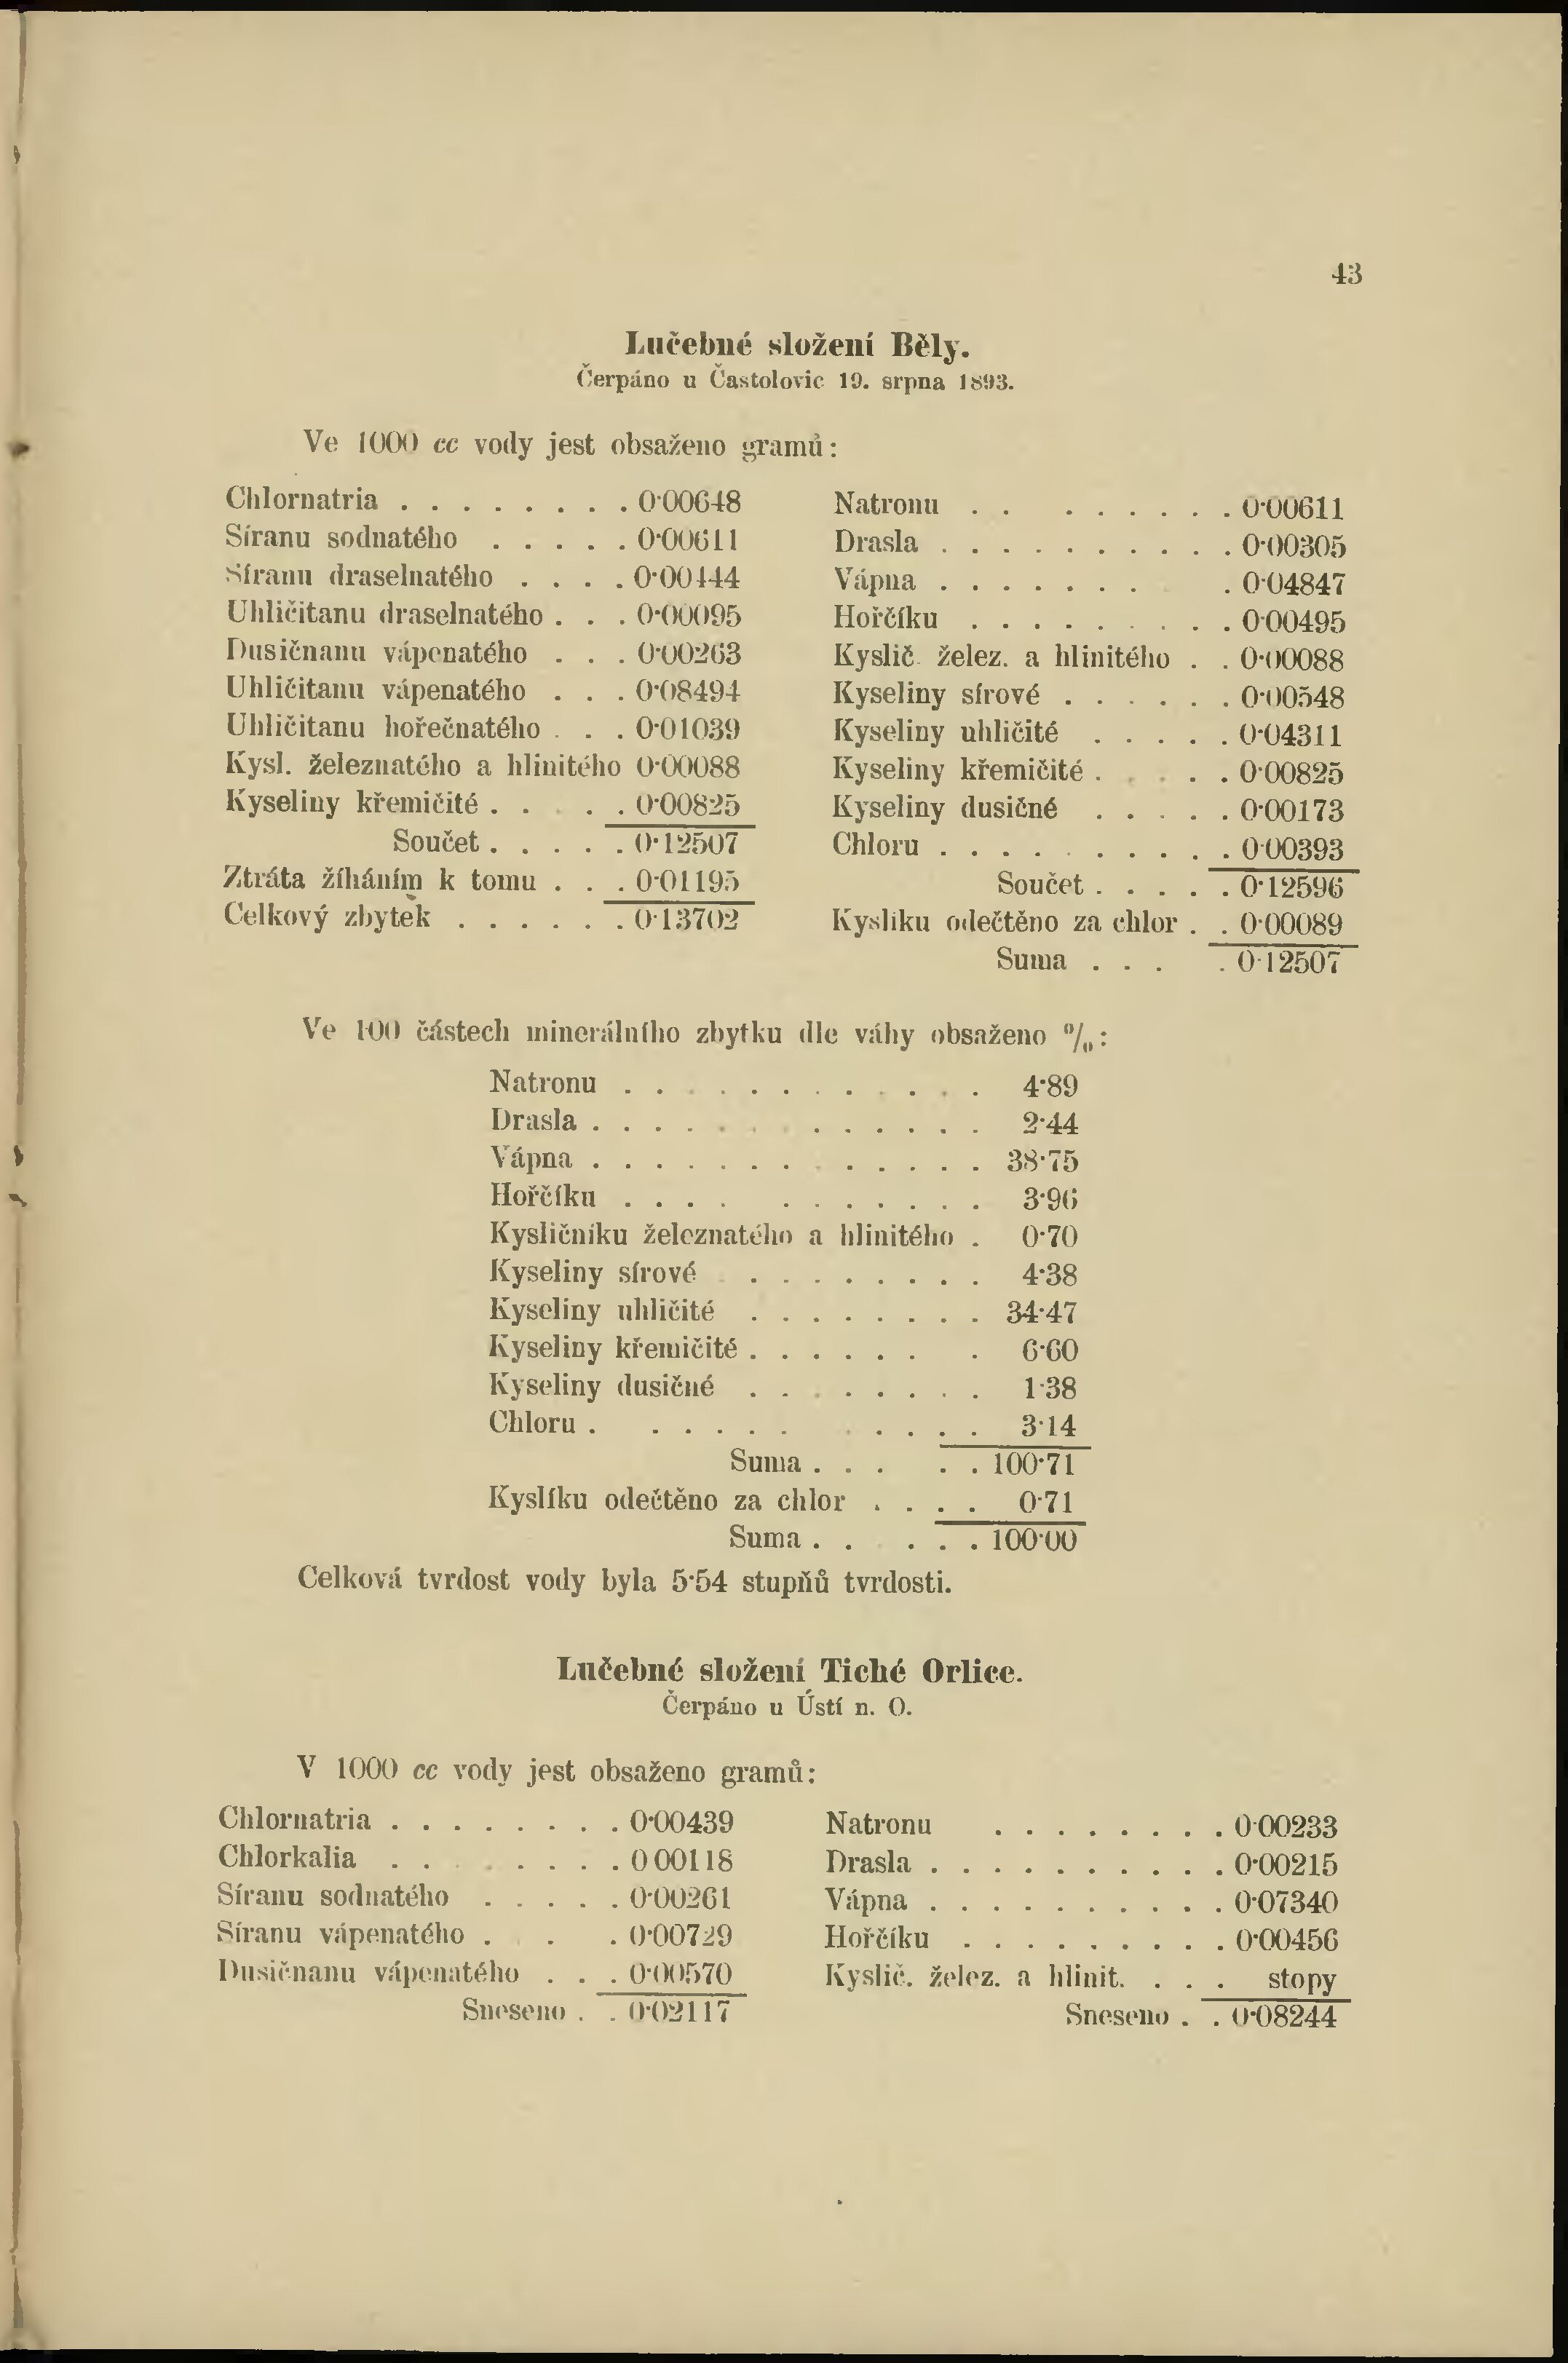 43
Lučebné složení Běly.
Čerpáno u Častolovic 19. srpna 1893.
Ve 1000 cc vody jest obsaženo gramů:
Chlornatria . . . . . . . . 0·00648
Síranu sodnatého . . . . . 0·00611
Síranu draselnatého . . . . 0·00444
Uhličitanu draselnatého . . . 0·00095
Dusičnanu vápenatého . . . 0·00263
Uhličitanu vápenatého . . . 0·08494
Uhličitanu hořečnatého . . . 0·01039
Kysl. železnatého a hlinitého 0·00088
Kyseliny křemičité . . . . . 0·00825
Součet . . . . . 0·12507
Ztráta žíháním k tomu . . . 0·01195
Celkový zbytek . . . . . . 0·13702
Natronu . . . . . . . . . 0·00611
Drasla . . . . . . . . . . 0·00305
Vápna . . . . . . . . 0·04847
Hořčíku . . . . . . . . . 0·00495
Kyslič. želez. a hlinitého . . 0·00088
Kyseliny sírové . . . . . . 0·00548
Kyseliny uhličité . . . . . 0·04311
Kyseliny křemičité . . . . . 0·00825
Kyseliny dusičné . . . . . 0·00173
Chloru . . . . . . . . . . 0·00393
Součet . . . . . 0·12596
Kyslíku odečtěno za chlor . . 0·00089
Suma . . . . 0·12507
Ve 100 částech minerálního zbytku dle váhy obsaženo %:
Natronu . . . . . . . . . . . . 4·89
Drasla . . . . . . . . . . . . 2·44
Vápna . . . . . . . . . . . . . 38·75
Hořčíku . . . . . . . . . . . 3·96
Kysličníku železnatého a hlinitého . 0·70
Kyseliny sírové . . . . . . . . 4·38
Kyseliny uhličité . . . . . . . . 34·47
Kyseliny křemičité . . . . . . . 6·60
Kyseliny dusičné . . . . . . . . 1·38
Chloru . . . . . . . . . . 3·14
Suma . . . . . 100·71
Kyslíku odečtěno za chlor . . . . 0·71
Suma . . . . . 100·00
Celková tvrdost vody byla 5·54 stupňů tvrdosti.
Lučebné složení Tiché Orlice.
Čerpáno u Ústí n. O.
V 1000 cc vody jest obsaženo gramů:
Chlornatria . . . . . . . . 0·00439
Chlorkalia . . . . . . . 0·00118
Síranu sodnatého . . . . . 0·00261
Síranu vápenatého . . . 0·00729
Dusičnanu vápenatého . . . 0·00570
Sneseno . . 0·02117
Natronu . . . . . . . . 0·00233
Drasla . . . . . . . . . . 0·00215
Vápna . . . . . . . . . . 0·07340
Hořčíku . . . . . . . . . 0·00456
Kyslič. želez. a hlinit. . . . stopy
Sneseno . . 0·08244